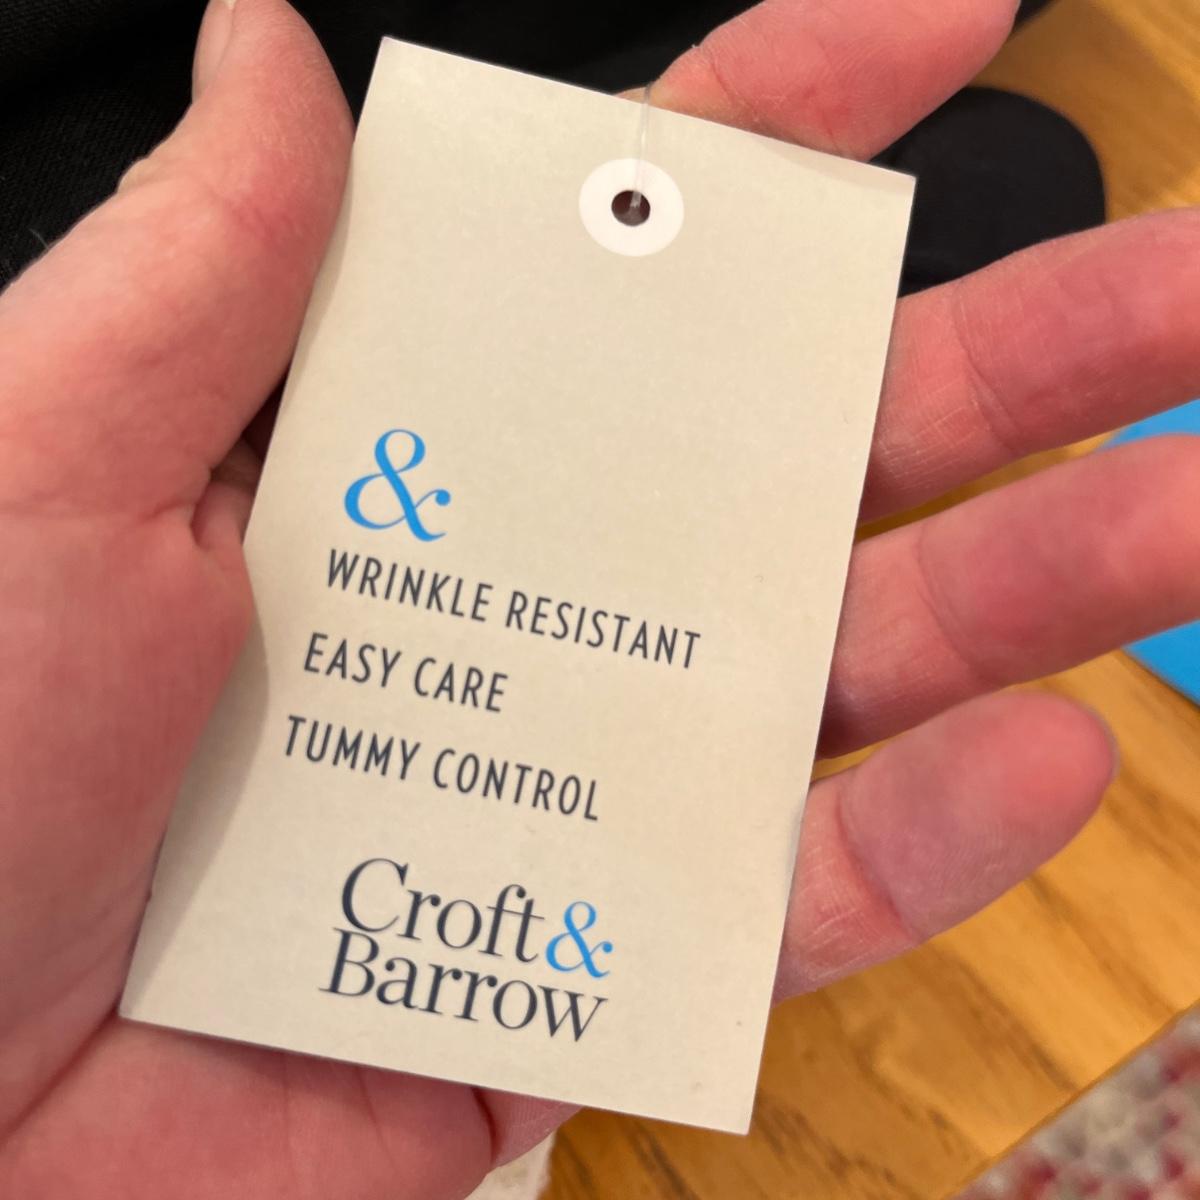 &
WRINKLE RESISTANT
EASY CARE
TUMMY CONTROL
Croft&
Barrow